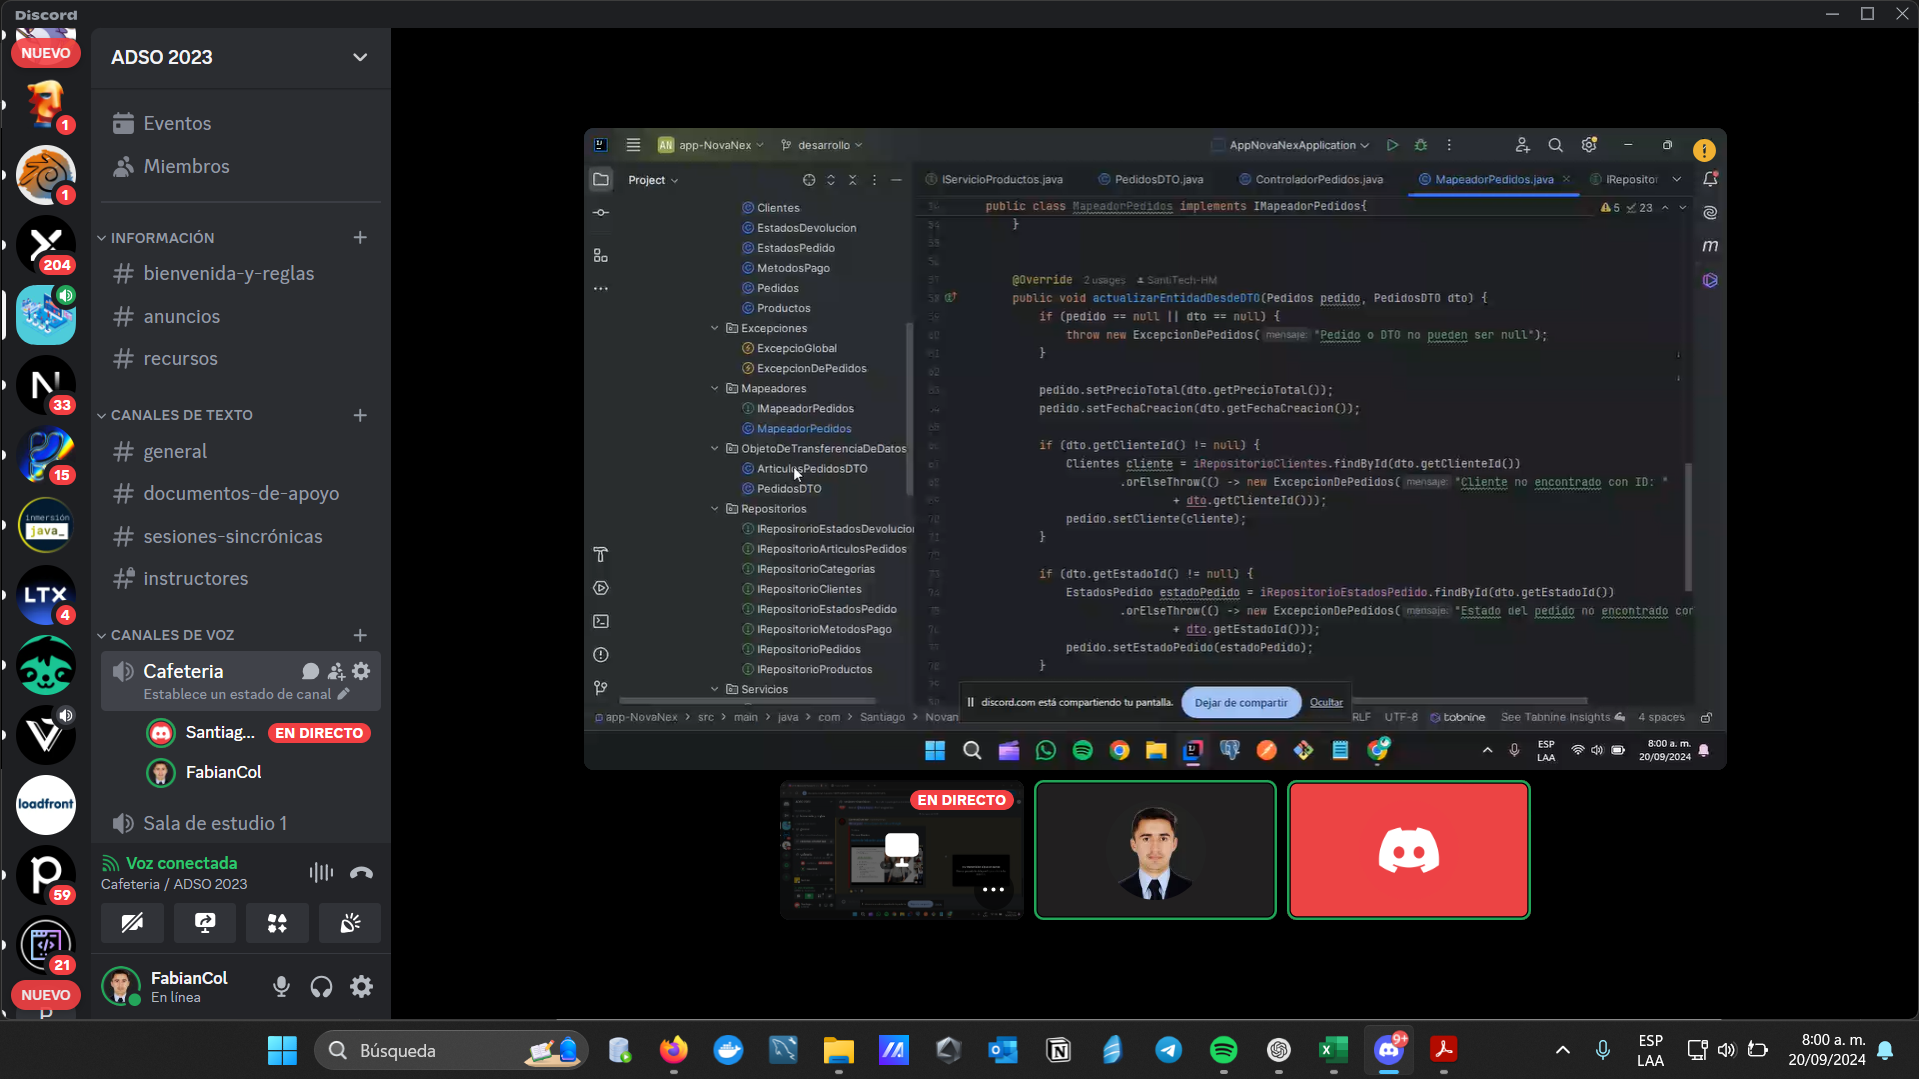 Discord
NUEVO
1
1
204
33
15
inmersión
java_
LTX
4
loadfront
59
21
NUEVO
ADSO 2023
Eventos
Miembros
INFORMACIÓN
bienvenida-y-reglas
anuncios
recursos
CANALES DE TEXTO
general
documentos-de-apoyo
sesiones-sincrónicas
instructores
CANALES DE VOZ
Cafeteria
Establece un estado de canal
Santiag... EN DIRECTO
FabianCol
Sala de estudio 1
Voz conectada
Cafeteria / ADSO 2023
FabianCol
En línea
AN app-NovaNex desarrollo AppNovaNexApplication
Project
IServicioProductos.java PedidosDTO.java ControladorPedidos.java MapeadorPedidos.java IRepositor
Clientes
EstadosDevolucion
EstadosPedido
MetodosPago
Pedidos
Productos
Excepciones
ExcepcioGlobal
ExcepcionDePedidos
Mapeadores
IMapeadorPedidos
MapeadorPedidos
ObjetoDeTransferenciaDeDatos
ArticulosPedidosDTO
PedidosDTO
Repositorios
IReposirorioEstadosDevolucion
IRepositorioArticulosPedidos
IRepositorioCategorias
IRepositorioClientes
IRepositorioEstadosPedido
IRepositorioMetodosPago
IRepositorioPedidos
IRepositorioProductos
Servicios
public class MapeadorPedidos implements IMapeadorPedidos{
5 23
}
@Override 2 usages SantiTech-HM
public void actualizarEntidadDesdeDTO(Pedidos pedido, PedidosDTO dto) {
if (pedido == null || dto == null) {
throw new ExcepcionDePedidos( mensaje: "Pedido o DTO no pueden ser null");
}
pedido.setPrecioTotal(dto.getPrecioTotal());
pedido.setFechaCreacion(dto.getFechaCreacion());
if (dto.getClienteId() != null) {
Clientes cliente = iRepositorioClientes.findById(dto.getClienteId())
.orElseThrow(() -> new ExcepcionDePedidos( mensaje: "Cliente no encontrado con ID: "
+ dto.getClienteId()));
pedido.setCliente(cliente);
}
if (dto.getEstadoId() != null) {
EstadosPedido estadoPedido = iRepositorioEstadosPedido.findById(dto.getEstadoId())
.orElseThrow(() -> new ExcepcionDePedidos( mensaje: "Estado del pedido no encontrado con
+ dto.getEstadoId()));
pedido.setEstadoPedido(estadoPedido);
}
discord.com está compartiendo tu pantalla. Dejar de compartir Ocultar
app-NovaNex > src > main > java > com > Santiago > Novan RLF UTF-8 tabnine See Tabnine Insights 4 spaces
ESP
LAA
8:00 a. m.
20/09/2024
EN DIRECTO
Búsqueda
9+
ESP
LAA
8:00 a. m.
20/09/2024